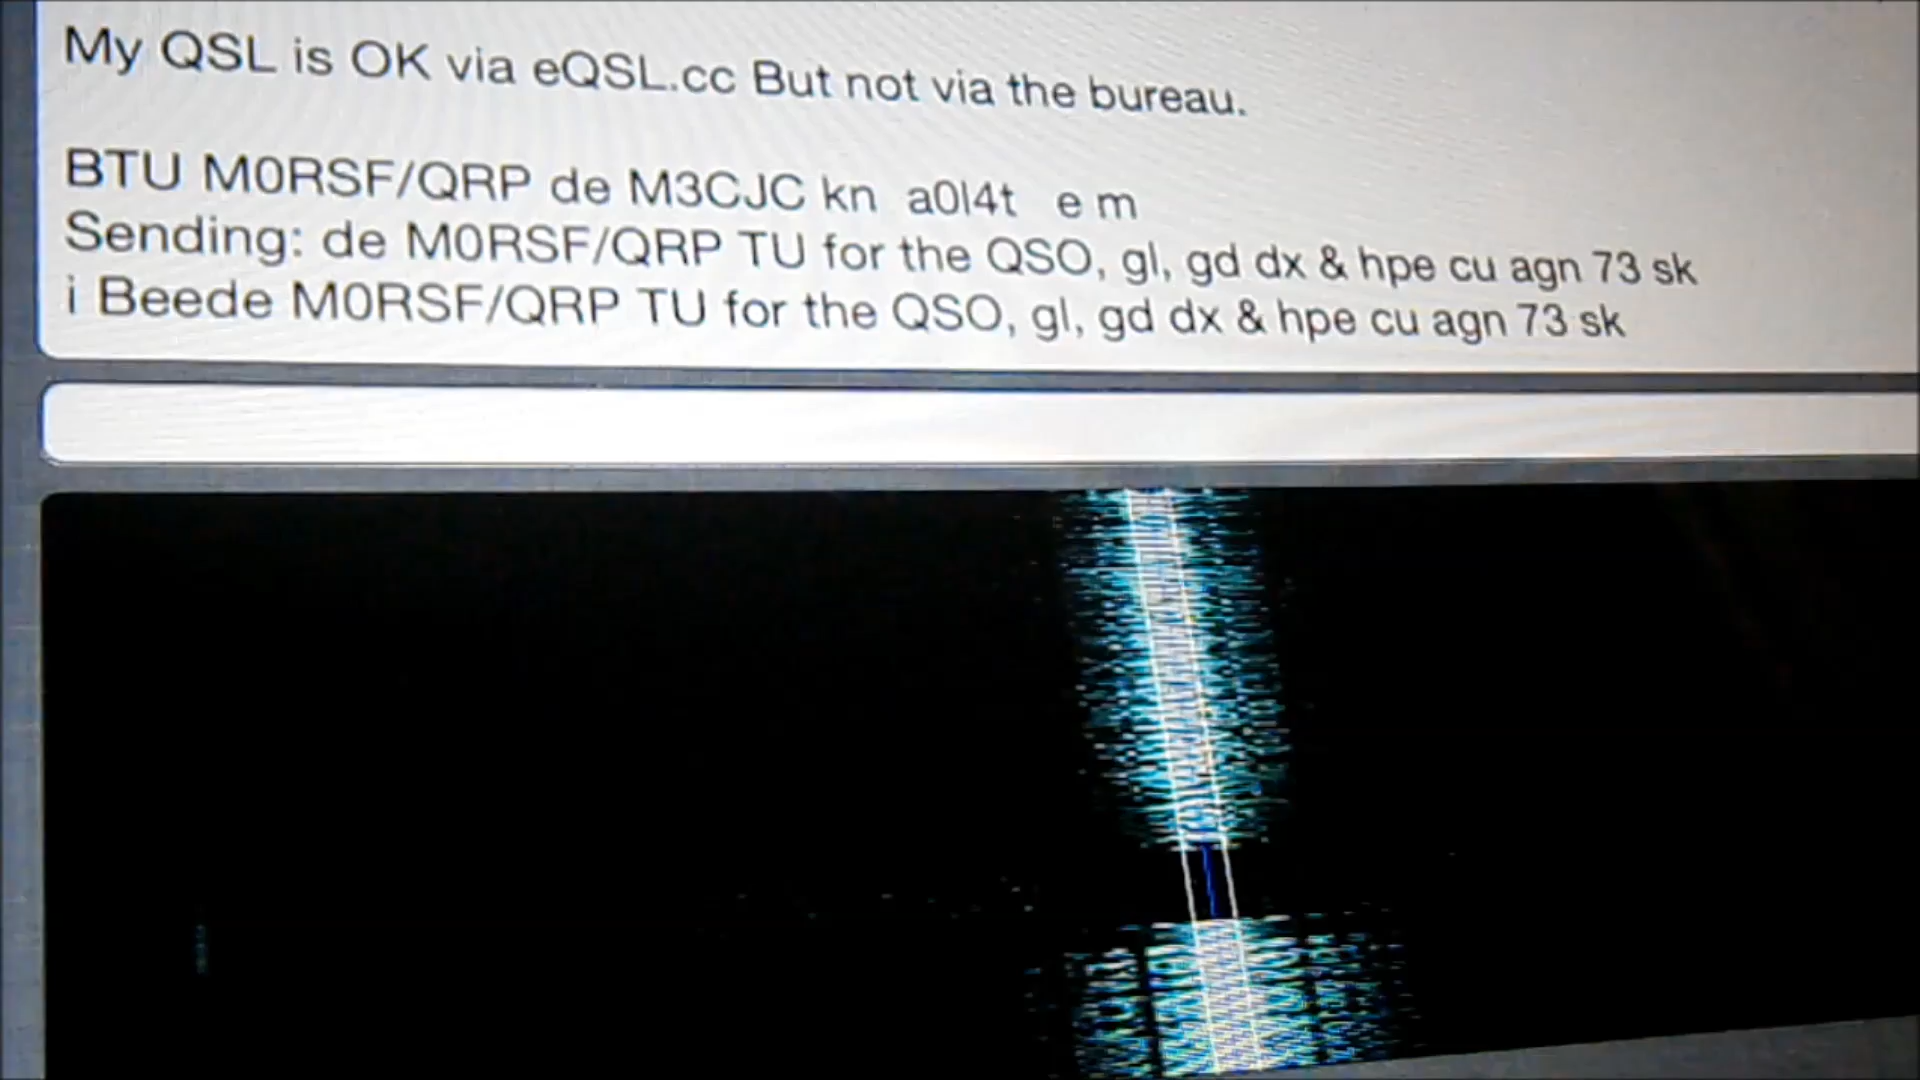 My QSL is OK via eQSL.cc But not via the bureau.
BTU M0RSF/QRP de M3CJC kn a0l4t e m
Sending: de M0RSF/QRP TU for the QSO, gl, gd dx & hpe cu agn 73 sk
i Beede M0RSF/QRP TU for the QSO, gl, gd dx & hpe cu agn 73 sk